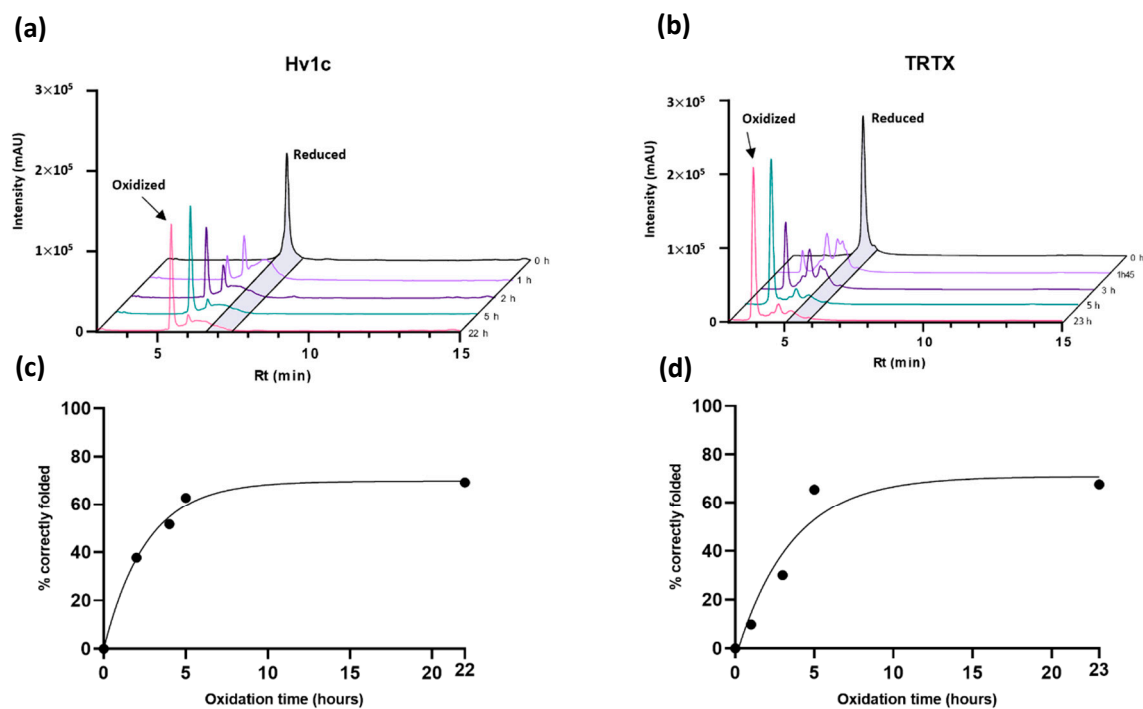 (a)
Hv1c
3×10⁵
2×10⁵
1×10⁵
0
Intensity (mAU)
Oxidized
Reduced
0 h
1 h
2 h
5 h
22 h
5
10
15
Rt (min)
(b)
TRTX
3×10⁵
2×10⁵
1×10⁵
0
Intensity (mAU)
Oxidized
Reduced
0 h
1h45
3 h
5 h
23 h
5
10
15
Rt (min)
(c)
100
80
60
40
20
0
% correctly folded
0
5
10
15
20
22
Oxidation time (hours)
(d)
100
80
60
40
20
0
% correctly folded
0
5
10
15
20
23
Oxidation time (hours)